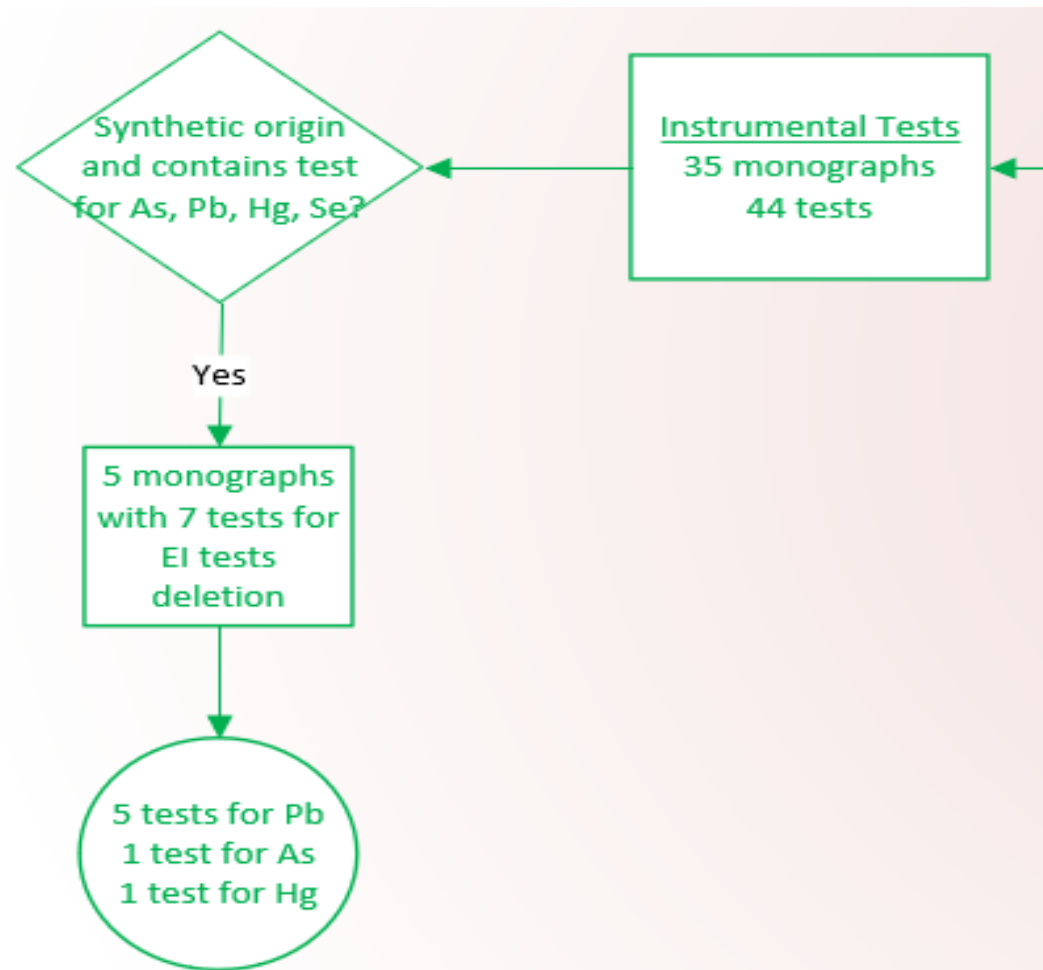 Synthetic origin
and contains test
for As, Pb, Hg, Se?
Instrumental Tests
35 monographs
44 tests
Yes
5 monographs
with 7 tests for
EI tests
deletion
5 tests for Pb
1 test for As
1 test for Hg